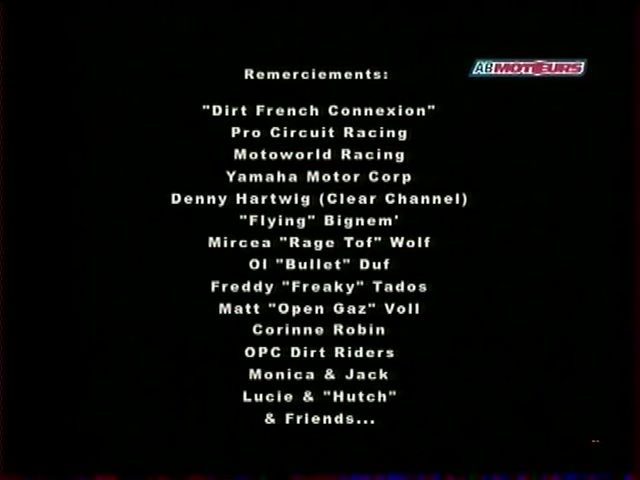 Remerciements:
ABMOTEURS
"Dirt French Connexion"
Pro Circuit Racing
Motoworld Racing
Yamaha Motor Corp
Denny Hartwig (Clear Channel)
"Flying" Bignem'
Mircea "Rage Tof" Wolf
Ol "Bullet" Duf
Freddy "Freaky" Tados
Matt "Open Gaz" Voll
Corinne Robin
OPC Dirt Riders
Monica & Jack
Lucie & "Hutch"
& Friends...